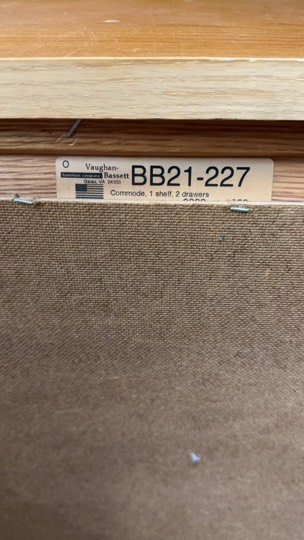 O
Vaughan-
furniture company Bassett
Galax, VA 24333
BB21-227
Commode, 1 shelf, 2 drawers